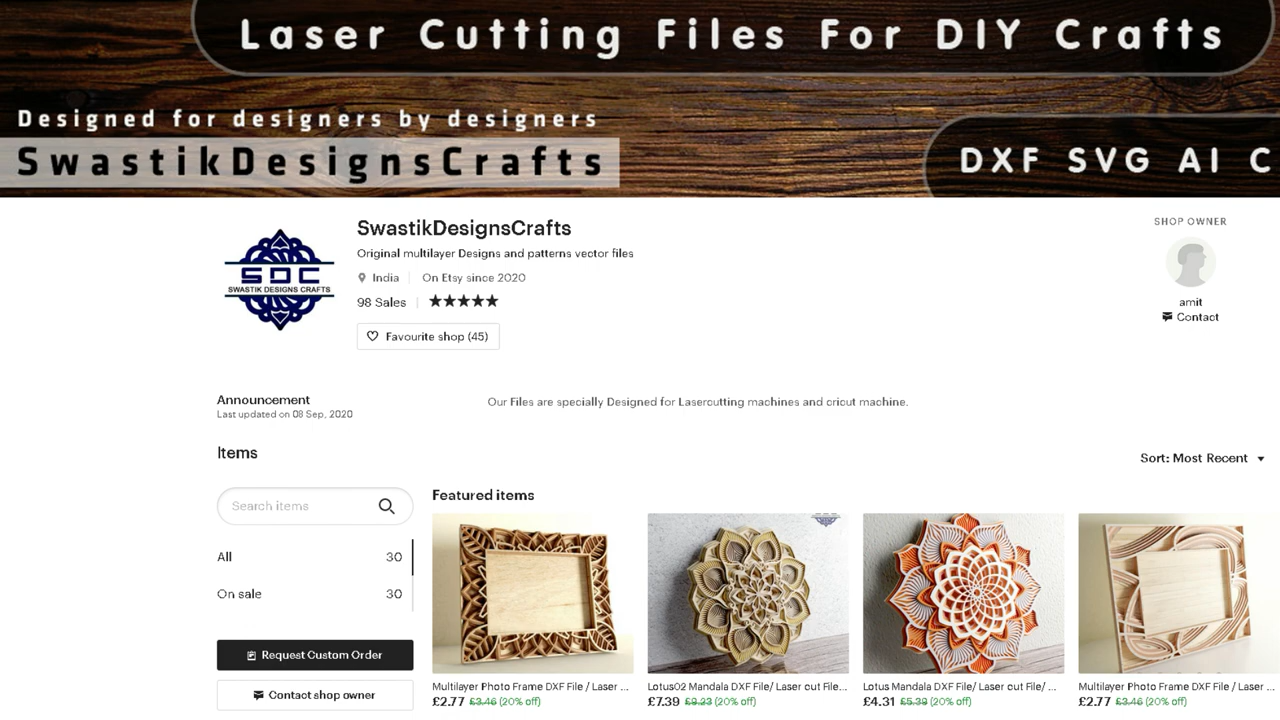 Laser Cutting Files For DIY Crafts
Designed for designers by designers
SwastikDesignsCrafts
DXF SVG AI C
SDC
SWASTIK DESIGNS CRAFTS
SwastikDesignsCrafts
Original multilayer Designs and patterns vector files
India
On Etsy since 2020
98 Sales
Favourite shop (45)
SHOP OWNER
amit
Contact
Announcement
Last updated on 08 Sep, 2020
Our Files are specially Designed for Lasercutting machines and cricut machine.
Items
Sort: Most Recent
Search items
All 30
On sale 30
Request Custom Order
Contact shop owner
Featured items
Multilayer Photo Frame DXF File / Laser ...
£2.77 £3.46 (20% off)
Lotus02 Mandala DXF File/ Laser cut File...
£7.39 £9.23 (20% off)
Lotus Mandala DXF File/ Laser cut File/ ...
£4.31 £5.39 (20% off)
Multilayer Photo Frame DXF File / Laser ...
£2.77 £3.46 (20% off)